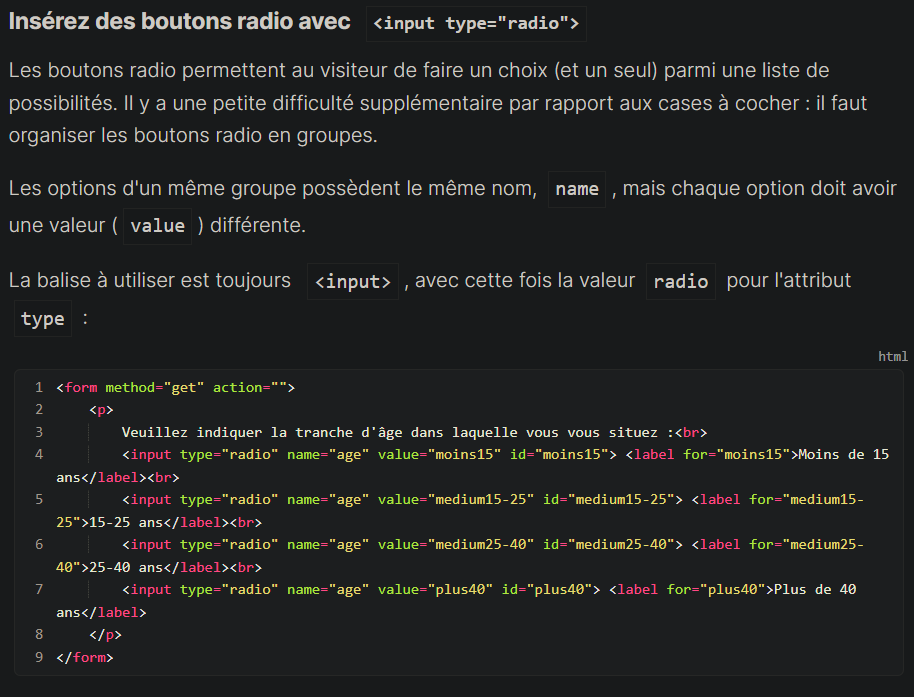 Insérez des boutons radio avec <input type="radio">
Les boutons radio permettent au visiteur de faire un choix (et un seul) parmi une liste de
possibilités. Il y a une petite difficulté supplémentaire par rapport aux cases à cocher : il faut
organiser les boutons radio en groupes.
Les options d'un même groupe possèdent le même nom, name , mais chaque option doit avoir
une valeur ( value ) différente.
La balise à utiliser est toujours <input> , avec cette fois la valeur radio pour l'attribut
type :
html
1 <form method="get" action="">
2     <p>
3         Veuillez indiquer la tranche d'âge dans laquelle vous vous situez :<br>
4         <input type="radio" name="age" value="moins15" id="moins15"> <label for="moins15">Moins de 15
ans</label><br>
5         <input type="radio" name="age" value="medium15-25" id="medium15-25"> <label for="medium15-
25">15-25 ans</label><br>
6         <input type="radio" name="age" value="medium25-40" id="medium25-40"> <label for="medium25-
40">25-40 ans</label><br>
7         <input type="radio" name="age" value="plus40" id="plus40"> <label for="plus40">Plus de 40
ans</label>
8     </p>
9 </form>